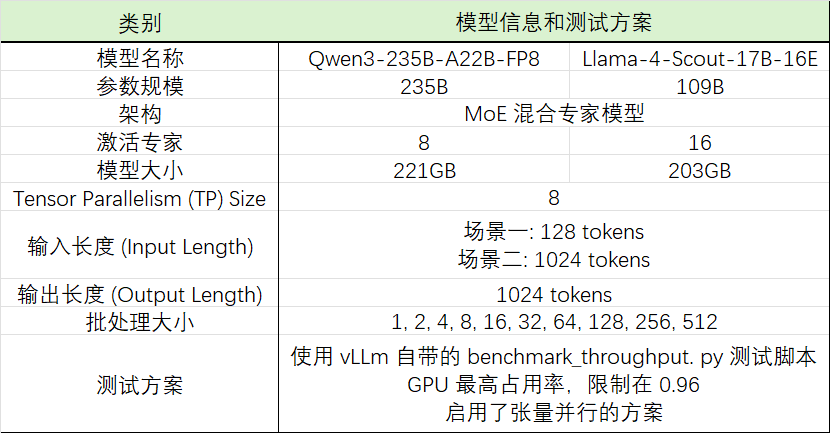 类别 模型信息和测试方案
模型名称 Qwen3-235B-A22B-FP8 Llama-4-Scout-17B-16E
参数规模 235B 109B
架构 MoE 混合专家模型
激活专家 8 16
模型大小 221GB 203GB
Tensor Parallelism (TP) Size 8
输入长度 (Input Length)
场景一: 128 tokens
场景二: 1024 tokens
输出长度 (Output Length) 1024 tokens
批处理大小 1, 2, 4, 8, 16, 32, 64, 128, 256, 512
测试方案
使用 vLLm 自带的 benchmark_throughput. py 测试脚本
GPU 最高占用率，限制在 0.96
启用了张量并行的方案